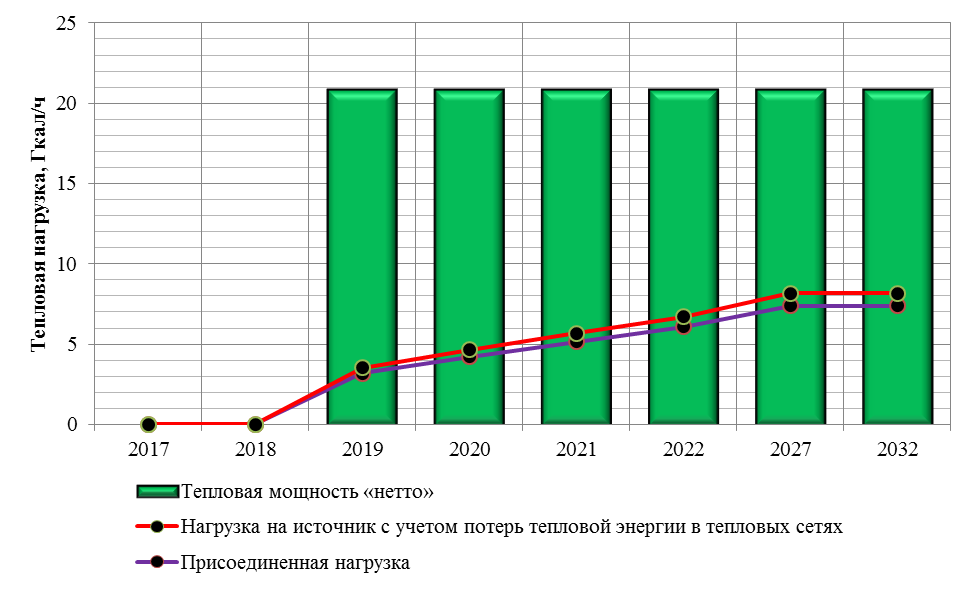 25
20
15
10
5
0
Тепловая нагрузка, Гкал/ч
2017 2018 2019 2020 2021 2022 2027 2032
Тепловая мощность «нетто»
Нагрузка на источник с учетом потерь тепловой энергии в тепловых сетях
Присоединенная нагрузка